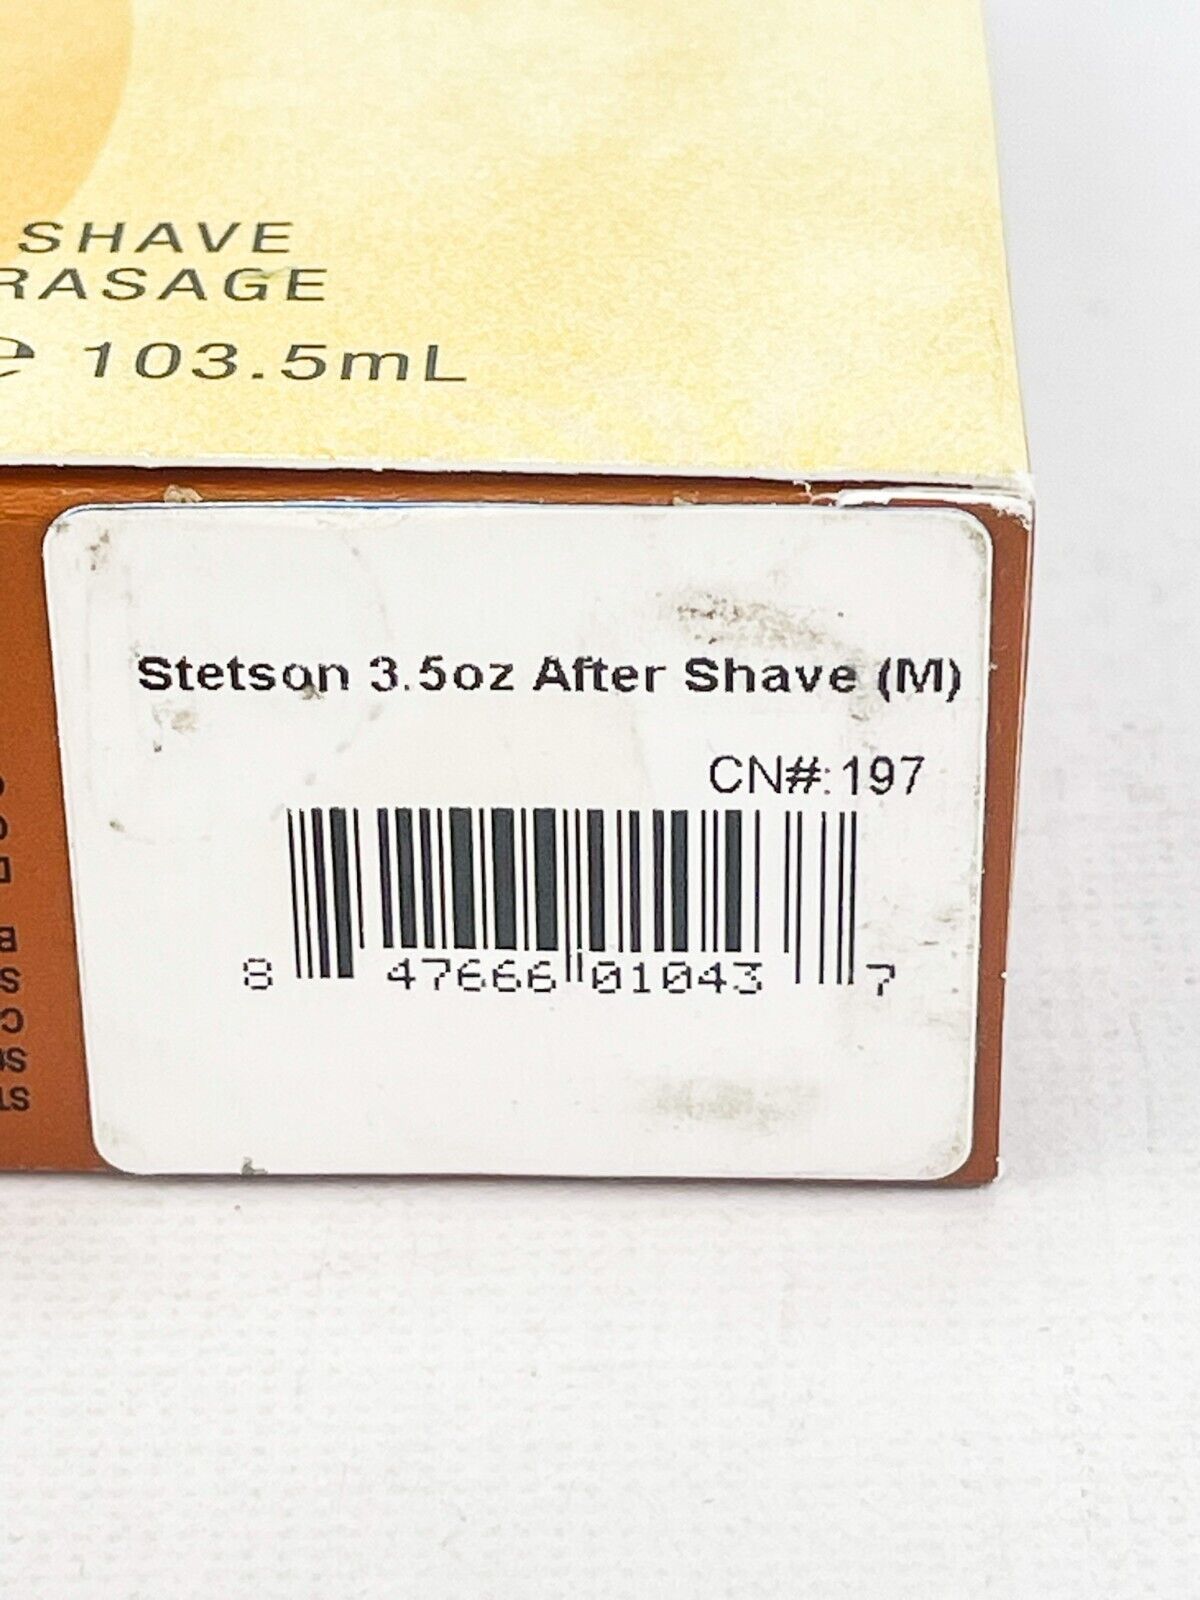 SHAVE
RASAGE
e 103.5mL
Stetson 3.5oz After Shave (M)
CN#:197
8 47666 01043 7